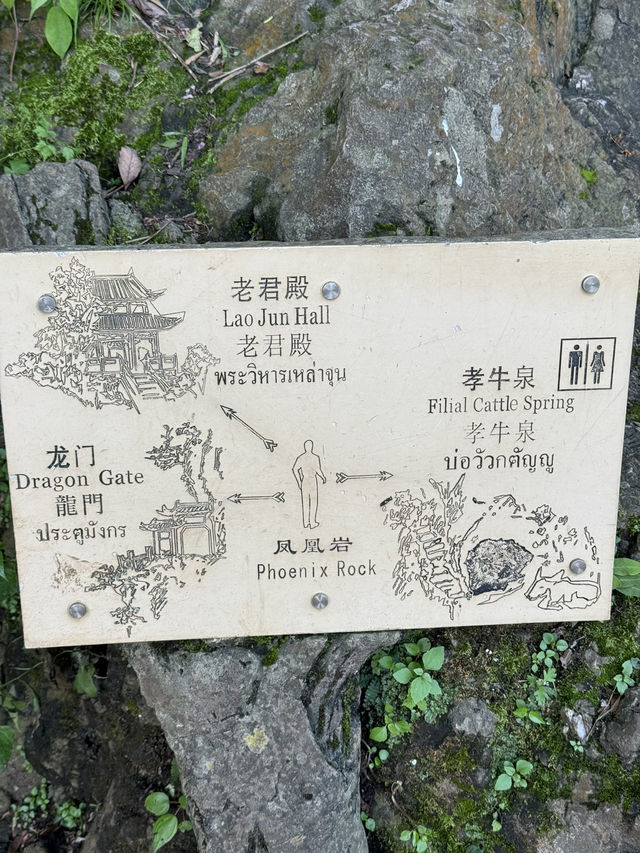 老君殿
Lao Jun Hall
老君殿
พระวิหารเหล่าจุน
孝牛泉
Filial Cattle Spring
孝牛泉
บ่อวัวกตัญญู
龙门
Dragon Gate
龍門
ประตูมังกร
凤凰岩
Phoenix Rock